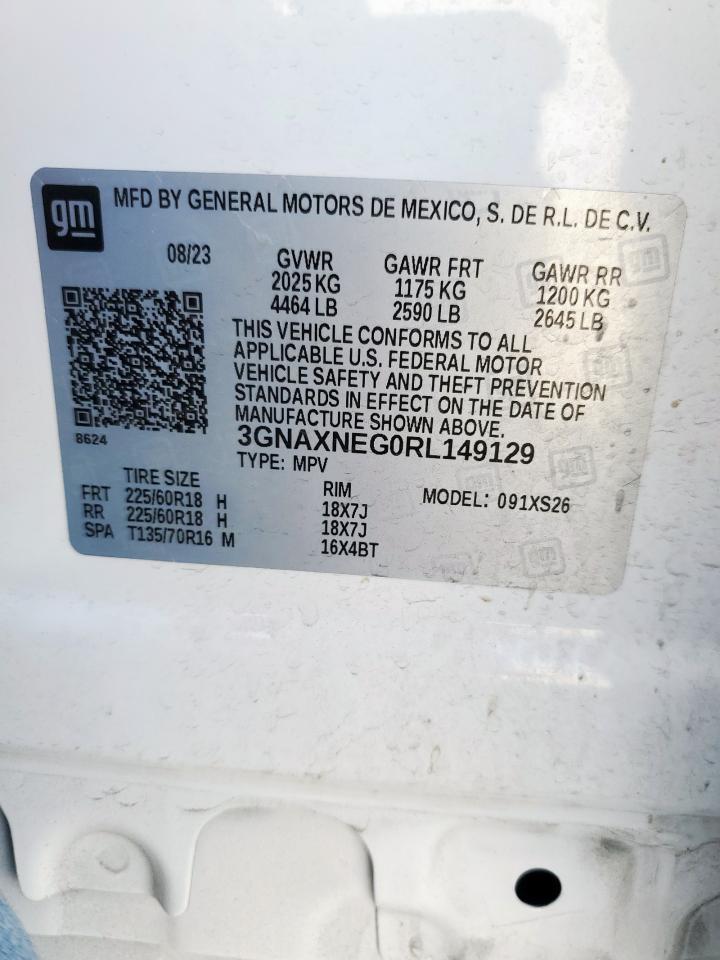 gm
MFD BY GENERAL MOTORS DE MEXICO, S. DE R.L. DE C.V.
08/23 GVWR GAWR FRT GAWR RR
2025 KG 1175 KG 1200 KG
4464 LB 2590 LB 2645 LB
THIS VEHICLE CONFORMS TO ALL
APPLICABLE U.S. FEDERAL MOTOR
VEHICLE SAFETY AND THEFT PREVENTION
STANDARDS IN EFFECT ON THE DATE OF
MANUFACTURE SHOWN ABOVE.
8624
3GNAXNEG0RL149129
TYPE: MPV
MODEL: 091XS26
TIRE SIZE RIM
FRT 225/60R18 H 18X7J
RR 225/60R18 H 18X7J
SPA T135/70R16 M 16X4BT